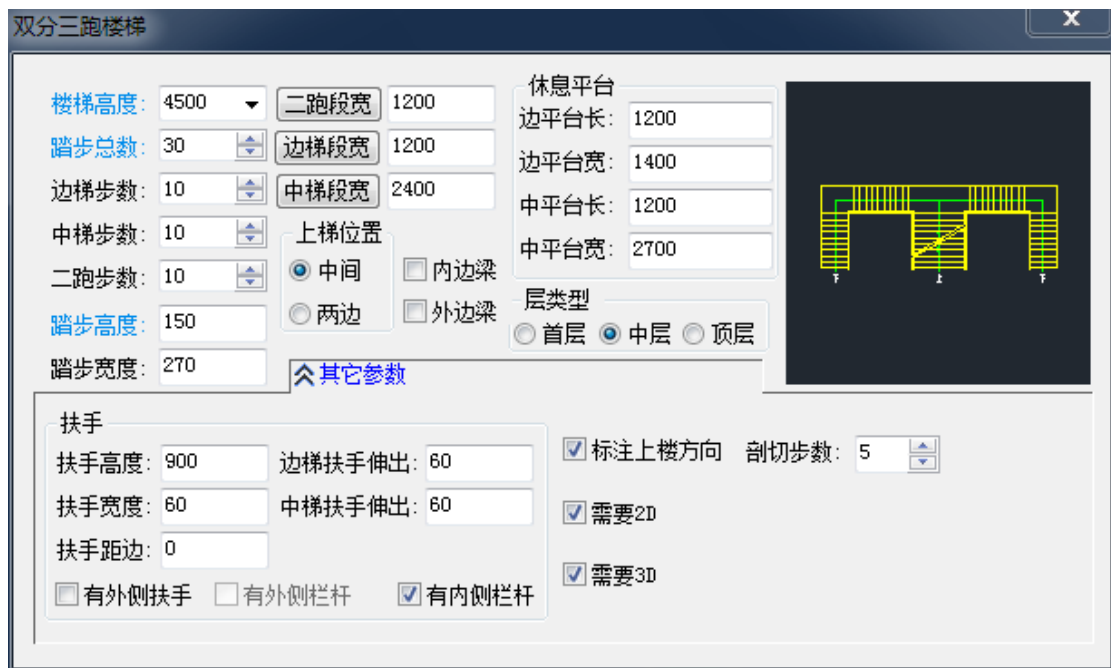 双分三跑楼梯 X
楼梯高度: 4500 二跑段宽 1200
踏步总数: 30 边梯段宽 1200
边梯步数: 10 中梯段宽 2400
中梯步数: 10
二跑步数: 10
踏步高度: 150
踏步宽度: 270
上梯位置
中间 内边梁
两边 外边梁
休息平台
边平台长: 1200
边平台宽: 1400
中平台长: 1200
中平台宽: 2700
层类型
首层 中层 顶层
下 上 下
其它参数
扶手
扶手高度: 900 边梯扶手伸出: 60
扶手宽度: 60 中梯扶手伸出: 60
扶手距边: 0
有外侧扶手 有外侧栏杆 有内侧栏杆
标注上楼方向 剖切步数: 5
需要2D
需要3D